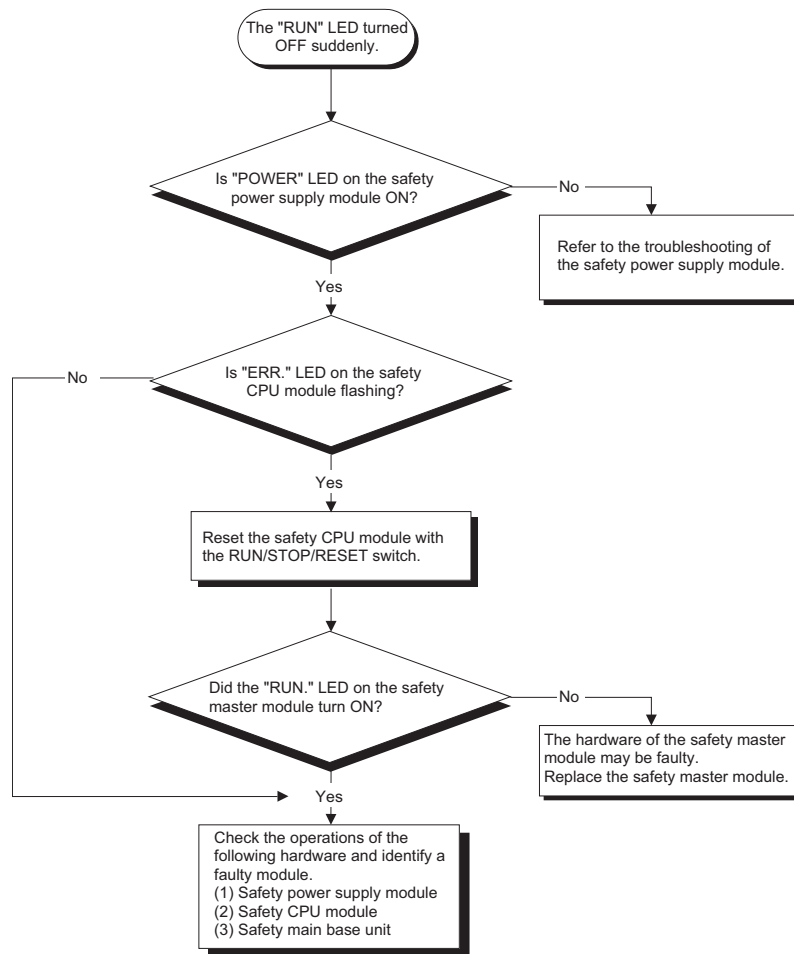 The "RUN" LED turned
OFF suddenly.
Is "POWER" LED on the safety
power supply module ON?
No
Refer to the troubleshooting of
the safety power supply module.
Yes
Is "ERR." LED on the safety
CPU module flashing?
No
Yes
Reset the safety CPU module with
the RUN/STOP/RESET switch.
Did the "RUN." LED on the safety
master module turn ON?
No
The hardware of the safety master
module may be faulty.
Replace the safety master module.
Yes
Check the operations of the
following hardware and identify a
faulty module.
(1) Safety power supply module
(2) Safety CPU module
(3) Safety main base unit